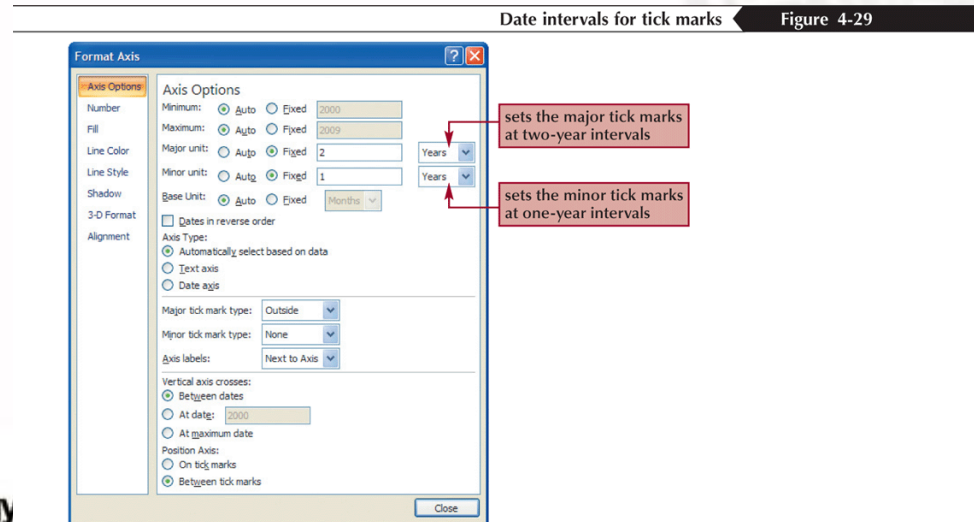 Date intervals for tick marks Figure 4-29
Format Axis
Axis Options
Number
Fill
Line Color
Line Style
Shadow
3-D Format
Alignment
Axis Options
Minimum: Auto Fixed 2000
Maximum: Auto Fixed 2009
Major unit: Auto Fixed 2 Years
Minor unit: Auto Fixed 1 Years
Base Unit: Auto Fixed Months
Dates in reverse order
Axis Type:
Automatically select based on data
Text axis
Date axis
Major tick mark type: Outside
Minor tick mark type: None
Axis labels: Next to Axis
Vertical axis crosses:
Between dates
At date: 2000
At maximum date
Position Axis:
On tick marks
Between tick marks
Close
sets the major tick marks
at two-year intervals
sets the minor tick marks
at one-year intervals
y